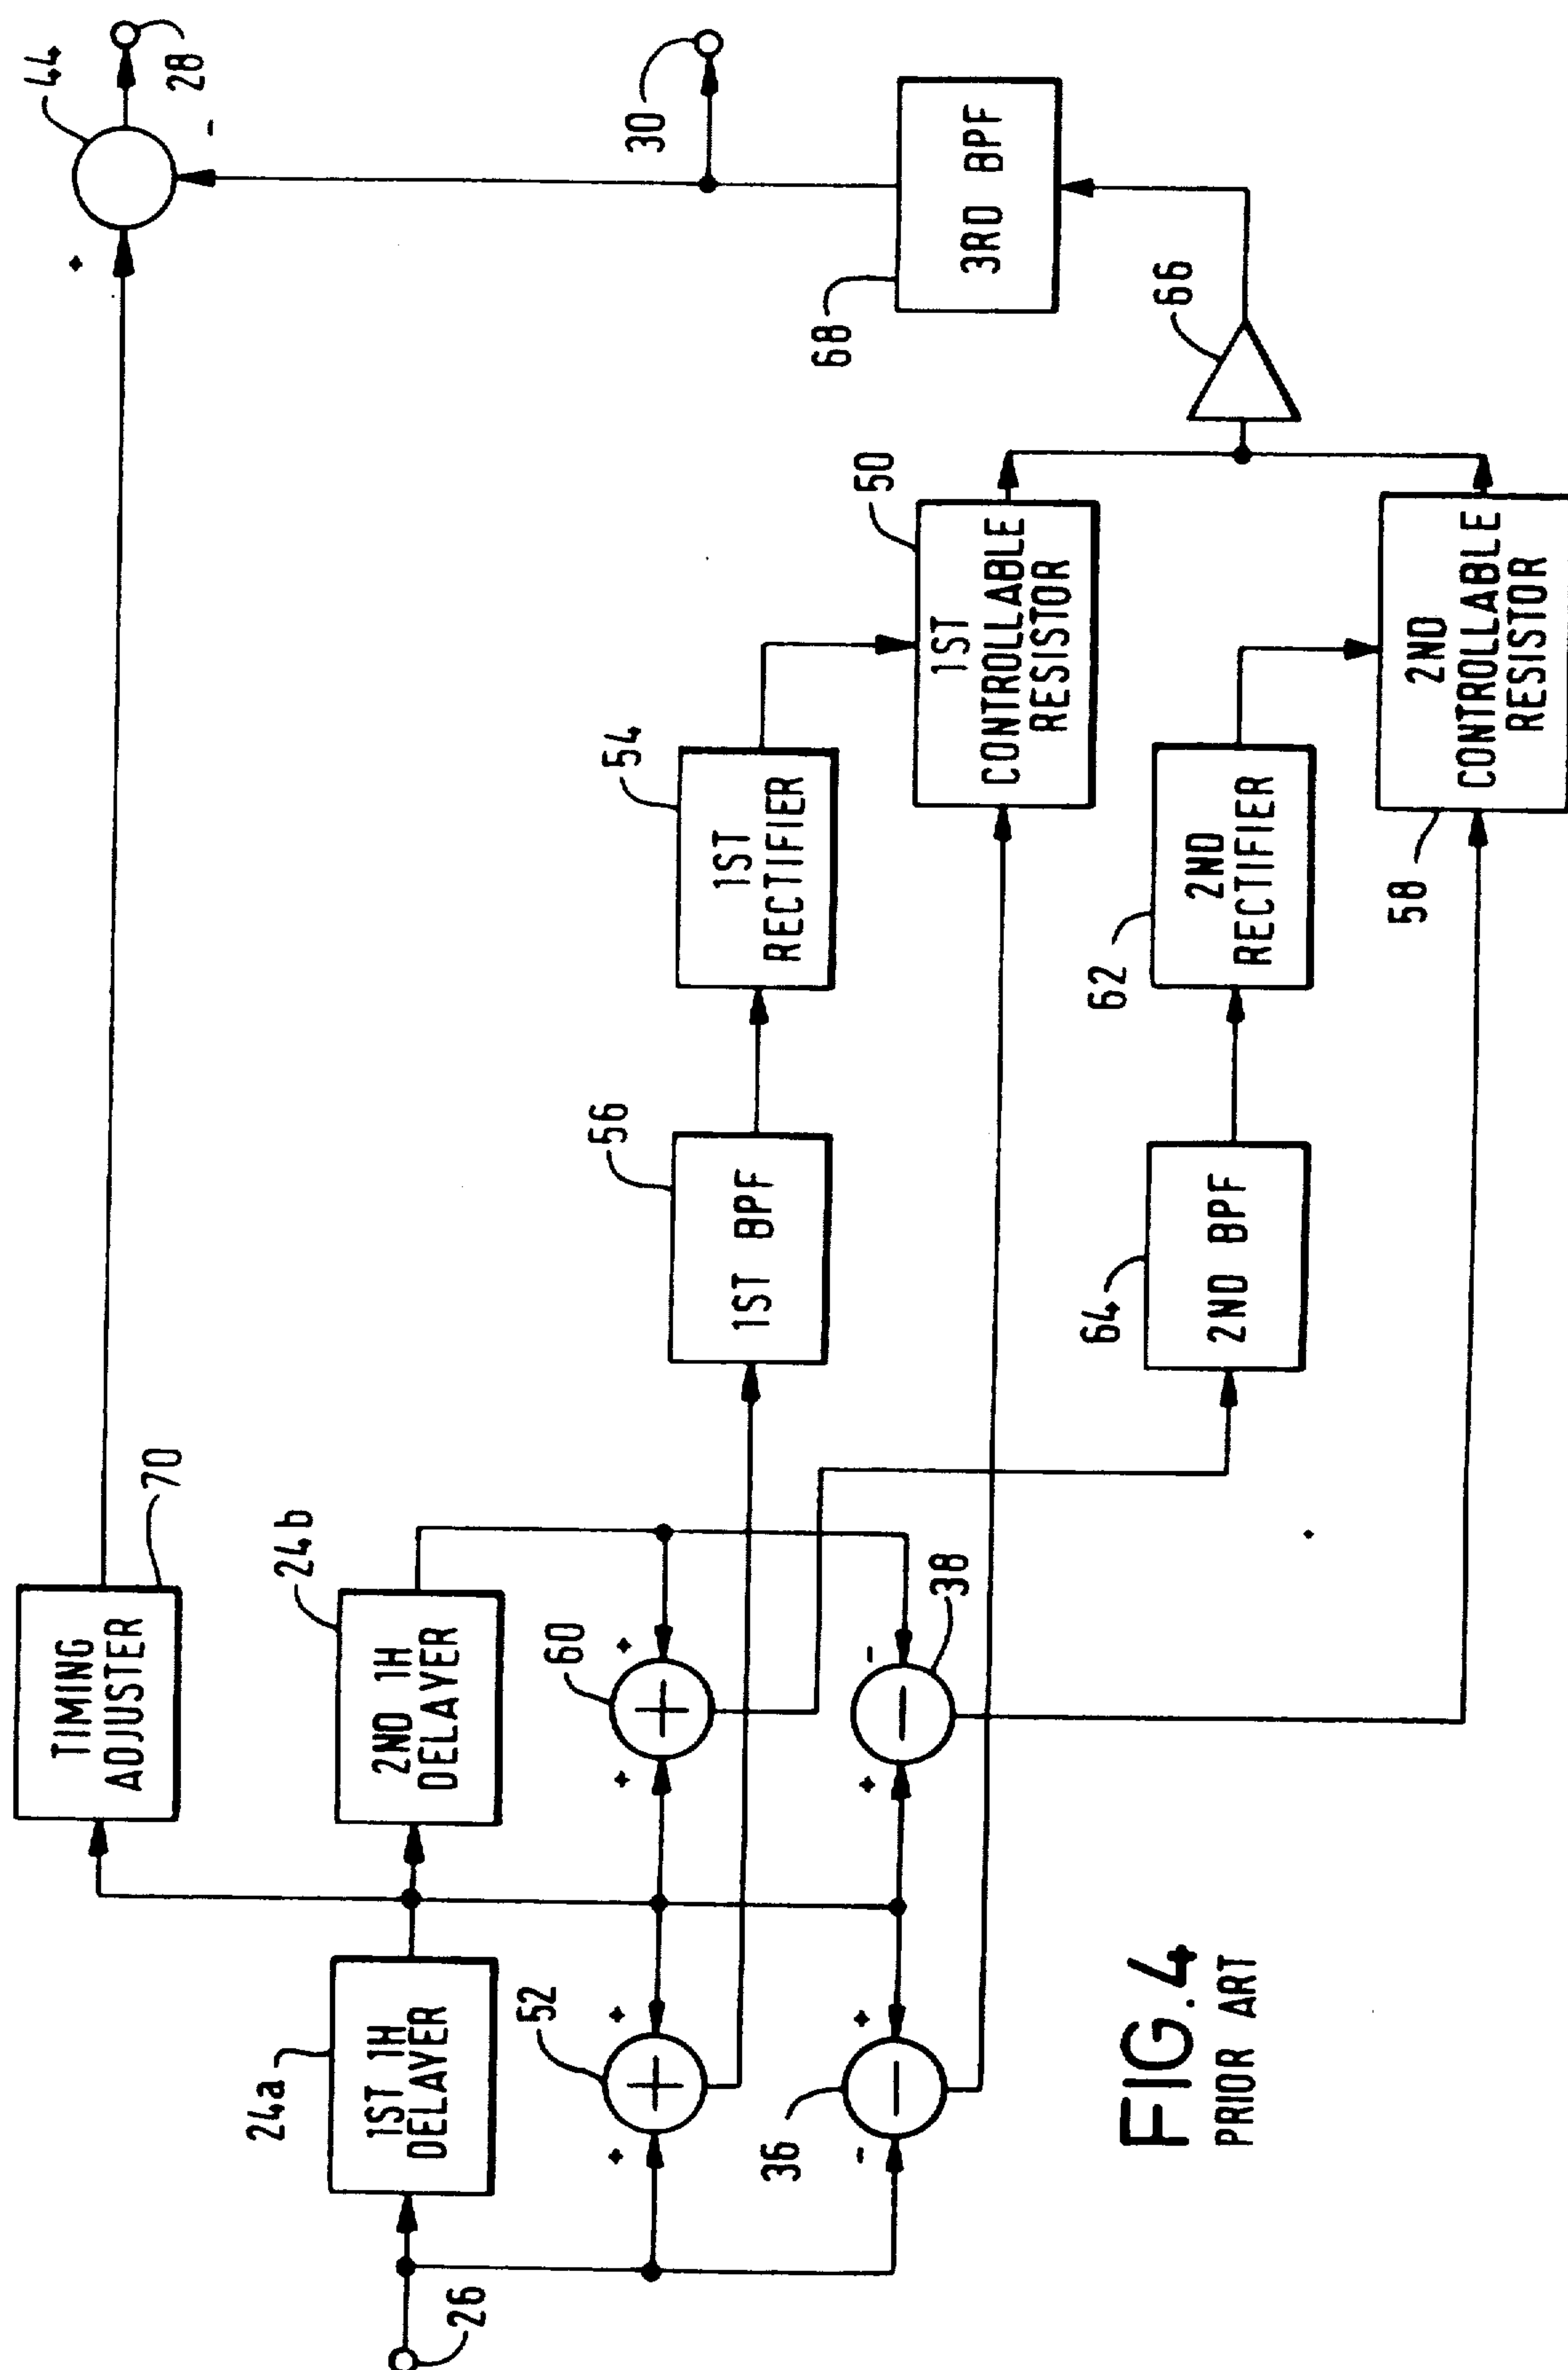 44
28
+
-
TIMING
ADJUSTER
70
24a
1ST 1H
DELAYER
24b
2ND 1H
DELAYER
26
52
+
+
+
60
+
+
+
36
-
+
-
38
+
-
-
56
1ST BPF
54
1ST
RECTIFIER
50
1ST
CONTROLLABLE
RESISTOR
64
2ND BPF
62
2ND
RECTIFIER
58
2ND
CONTROLLABLE
RESISTOR
66
68
3RD BPF
30
FIG.4
PRIOR ART